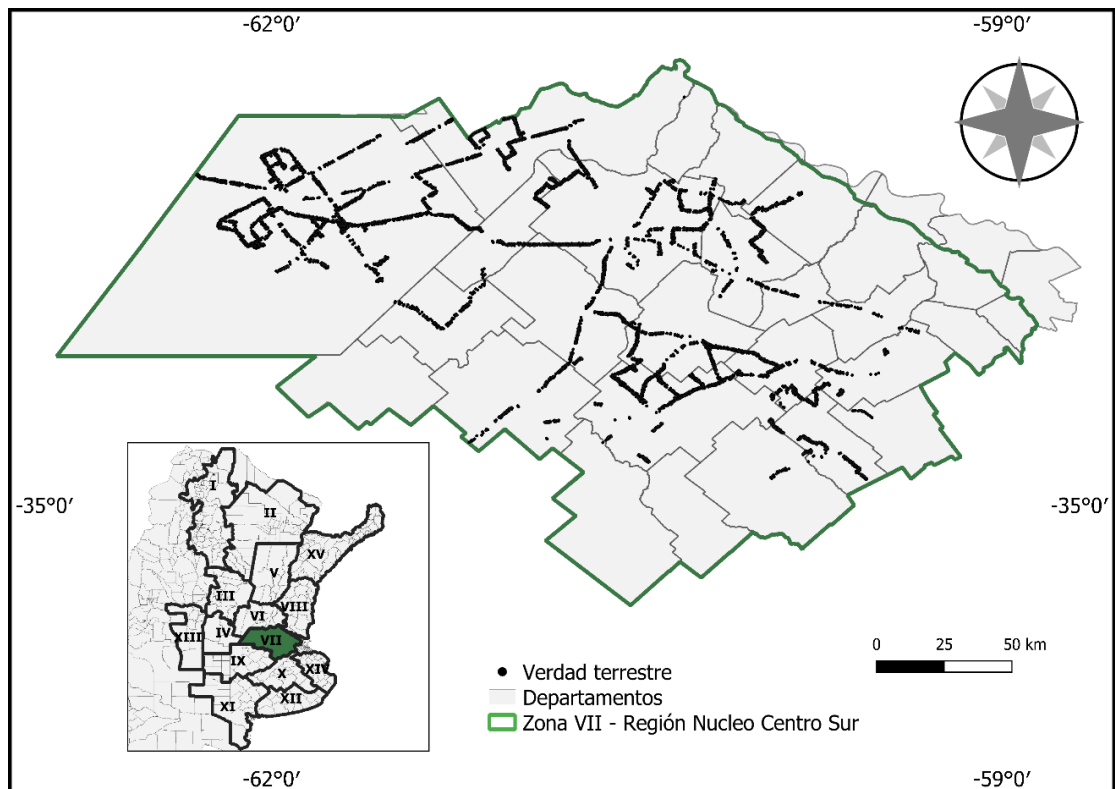 -62°0′
-59°0′
-35°0′
-35°0′
I
II
XV
V
III
VIII
VI
XIII
IV
VII
IX
X
XIV
XI
XII
0 25 50 km
Verdad terrestre
Departamentos
Zona VII - Región Nucleo Centro Sur
-62°0′
-59°0′